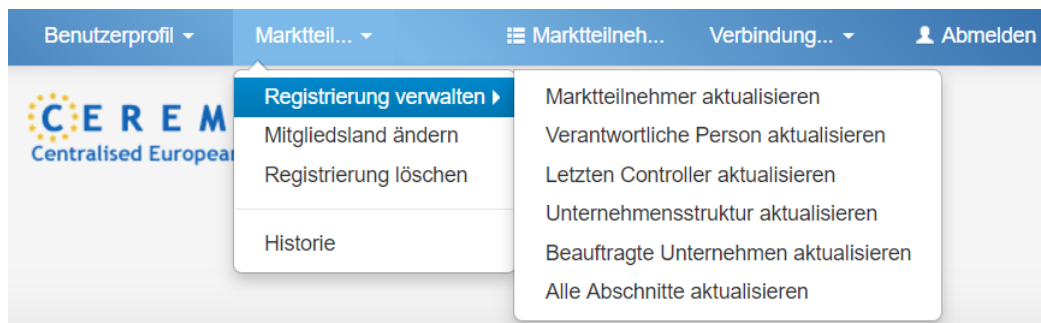 Benutzerprofil Marktteil... Marktteilneh... Verbindung... Abmelden
CEREM
Centralised Europear
Registrierung verwalten
Mitgliedsland ändern
Registrierung löschen
Historie
Marktteilnehmer aktualisieren
Verantwortliche Person aktualisieren
Letzten Controller aktualisieren
Unternehmensstruktur aktualisieren
Beauftragte Unternehmen aktualisieren
Alle Abschnitte aktualisieren